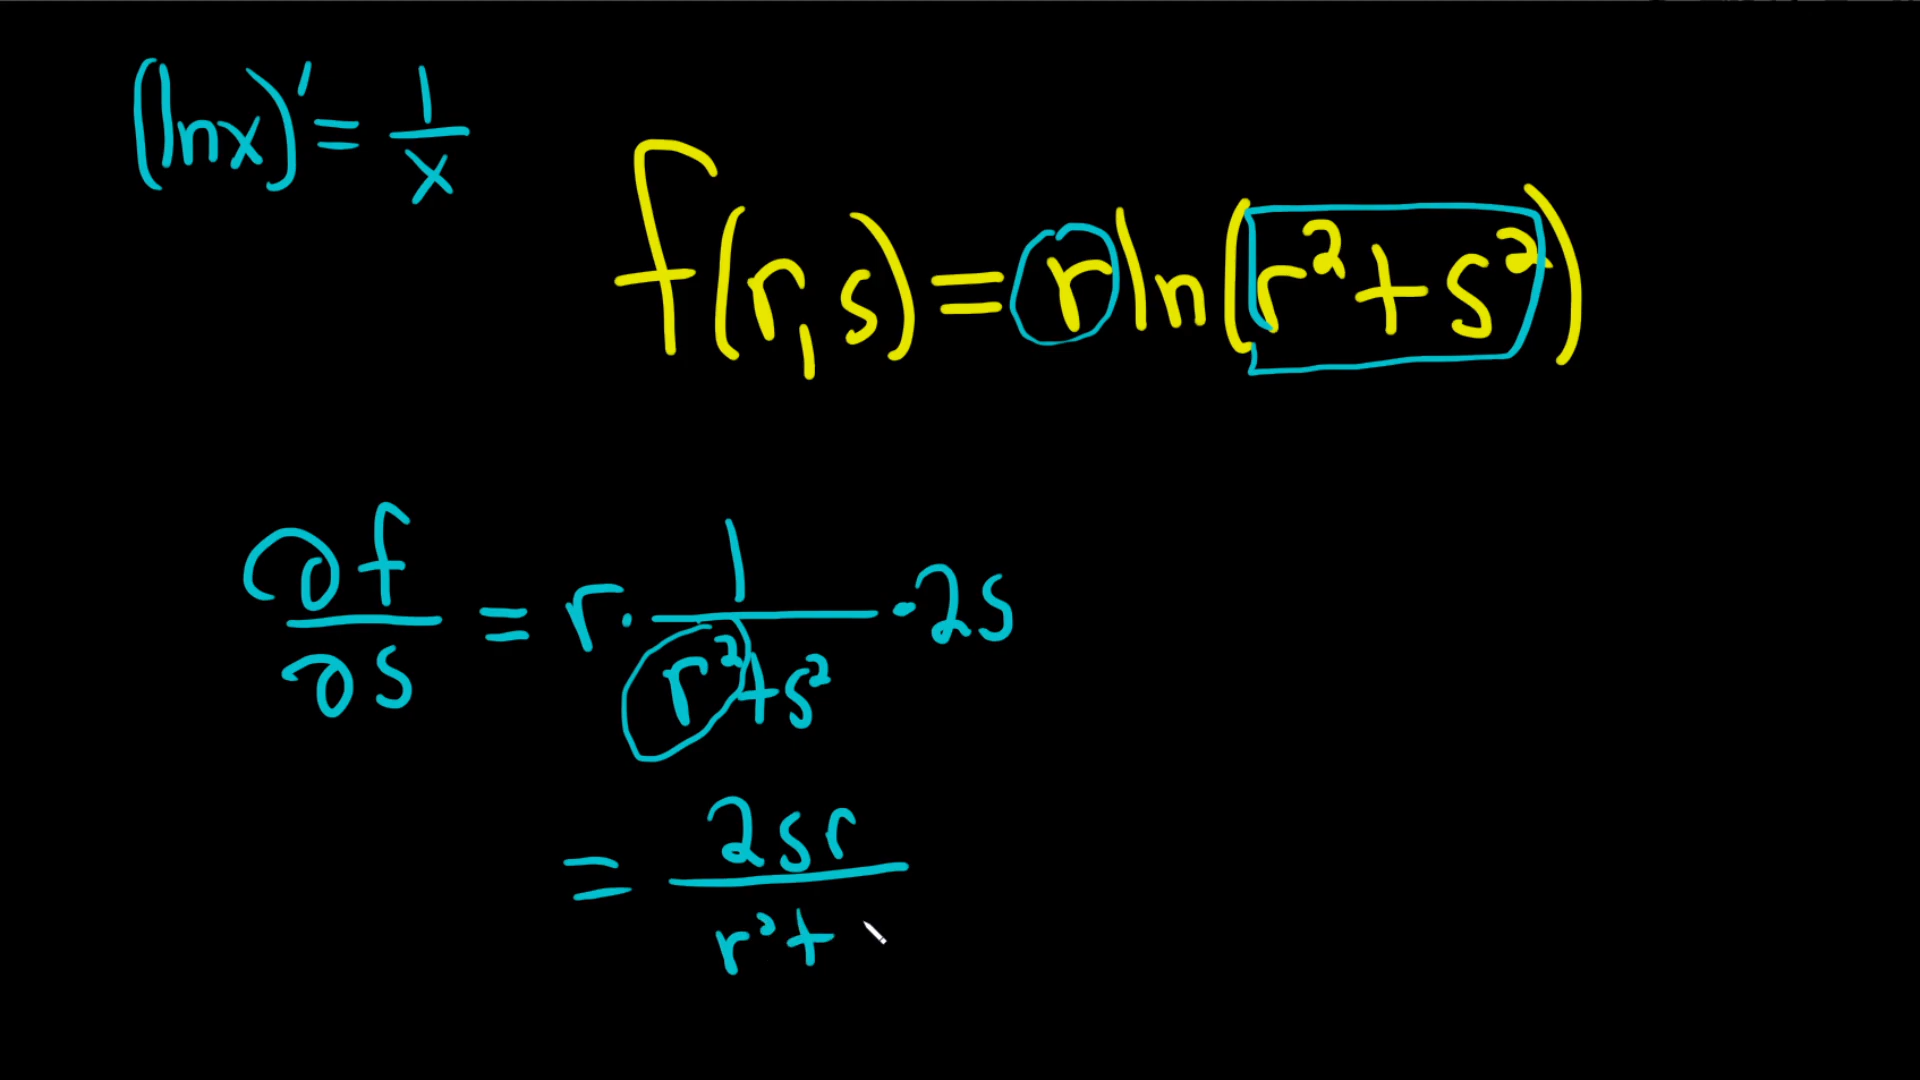 (ln x)' = 1/x
f(r,s) = r ln(r² + s²)
∂f/∂s = r · 1/(r² + s²) · 2s
= 2sr/(r² +